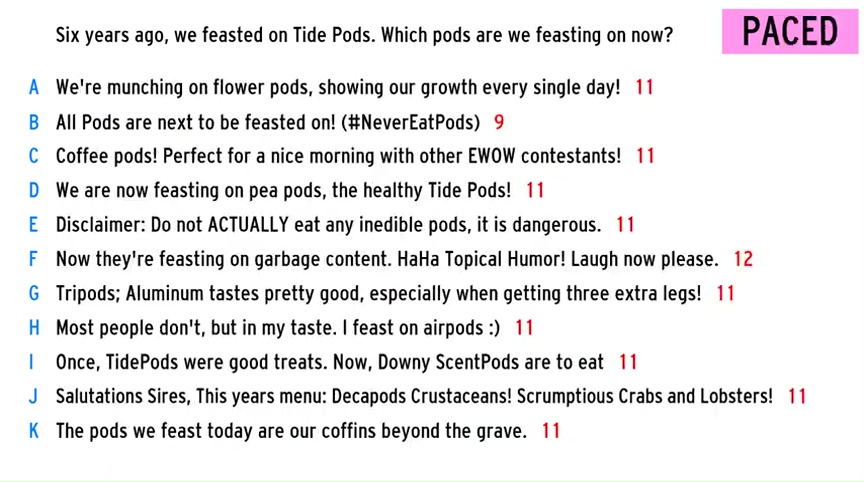 Six years ago, we feasted on Tide Pods. Which pods are we feasting on now?
PACED
A We're munching on flower pods, showing our growth every single day! 11
B All Pods are next to be feasted on! (#NeverEatPods) 9
C Coffee pods! Perfect for a nice morning with other EWOW contestants! 11
D We are now feasting on pea pods, the healthy Tide Pods! 11
E Disclaimer: Do not ACTUALLY eat any inedible pods, it is dangerous. 11
F Now they're feasting on garbage content. HaHa Topical Humor! Laugh now please. 12
G Tripods; Aluminum tastes pretty good, especially when getting three extra legs! 11
H Most people don't, but in my taste. I feast on airpods :) 11
I Once, TidePods were good treats. Now, Downy ScentPods are to eat 11
J Salutations Sires, This years menu: Decapods Crustaceans! Scrumptious Crabs and Lobsters! 11
K The pods we feast today are our coffins beyond the grave. 11